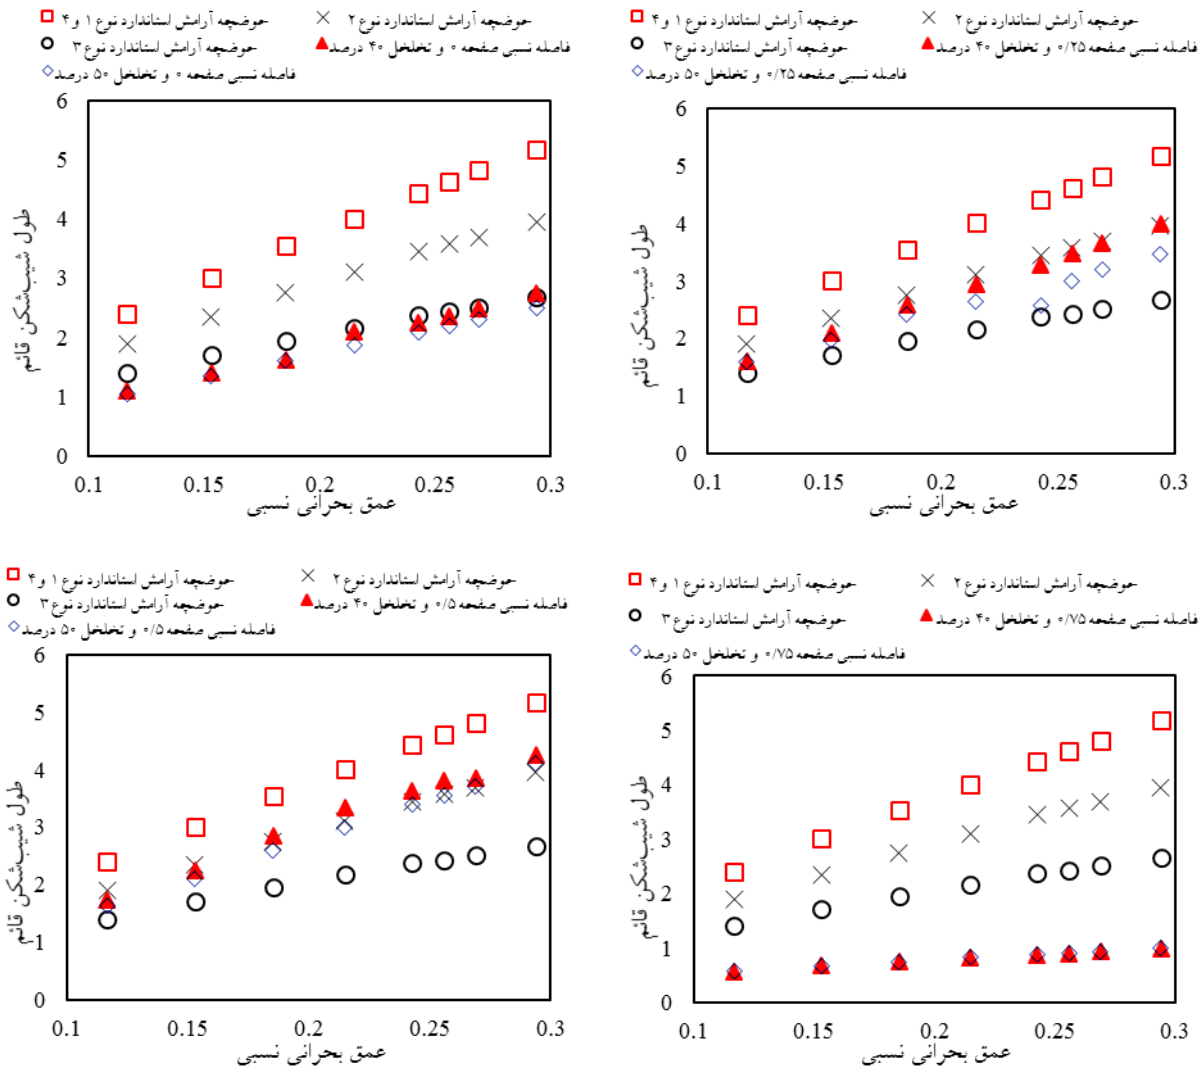 حوضچه آرامش استاندارد نوع ۱ و ۴
حوضچه آرامش استاندارد نوع ۲
حوضچه آرامش استاندارد نوع ۳
فاصله نسبی صفحه ۰ و تخلخل ۴۰ درصد
فاصله نسبی صفحه ۰ و تخلخل ۵۰ درصد
6
5
4
3
2
1
0
طول شیب‌شکن قائم
0.1 0.15 0.2 0.25 0.3
عمق بحرانی نسبی
حوضچه آرامش استاندارد نوع ۱ و ۴
حوضچه آرامش استاندارد نوع ۲
حوضچه آرامش استاندارد نوع ۳
فاصله نسبی صفحه ۰/۲۵ و تخلخل ۴۰ درصد
فاصله نسبی صفحه ۰/۲۵ و تخلخل ۵۰ درصد
6
5
4
3
2
1
0
طول شیب‌شکن قائم
0.1 0.15 0.2 0.25 0.3
عمق بحرانی نسبی
حوضچه آرامش استاندارد نوع ۱ و ۴
حوضچه آرامش استاندارد نوع ۲
حوضچه آرامش استاندارد نوع ۳
فاصله نسبی صفحه ۰/۵ و تخلخل ۴۰ درصد
فاصله نسبی صفحه ۰/۵ و تخلخل ۵۰ درصد
6
5
4
3
2
1
0
طول شیب‌شکن قائم
0.1 0.15 0.2 0.25 0.3
عمق بحرانی نسبی
حوضچه آرامش استاندارد نوع ۱ و ۴
حوضچه آرامش استاندارد نوع ۲
حوضچه آرامش استاندارد نوع ۳
فاصله نسبی صفحه ۰/۷۵ و تخلخل ۴۰ درصد
فاصله نسبی صفحه ۰/۷۵ و تخلخل ۵۰ درصد
6
5
4
3
2
1
0
طول شیب‌شکن قائم
0.1 0.15 0.2 0.25 0.3
عمق بحرانی نسبی